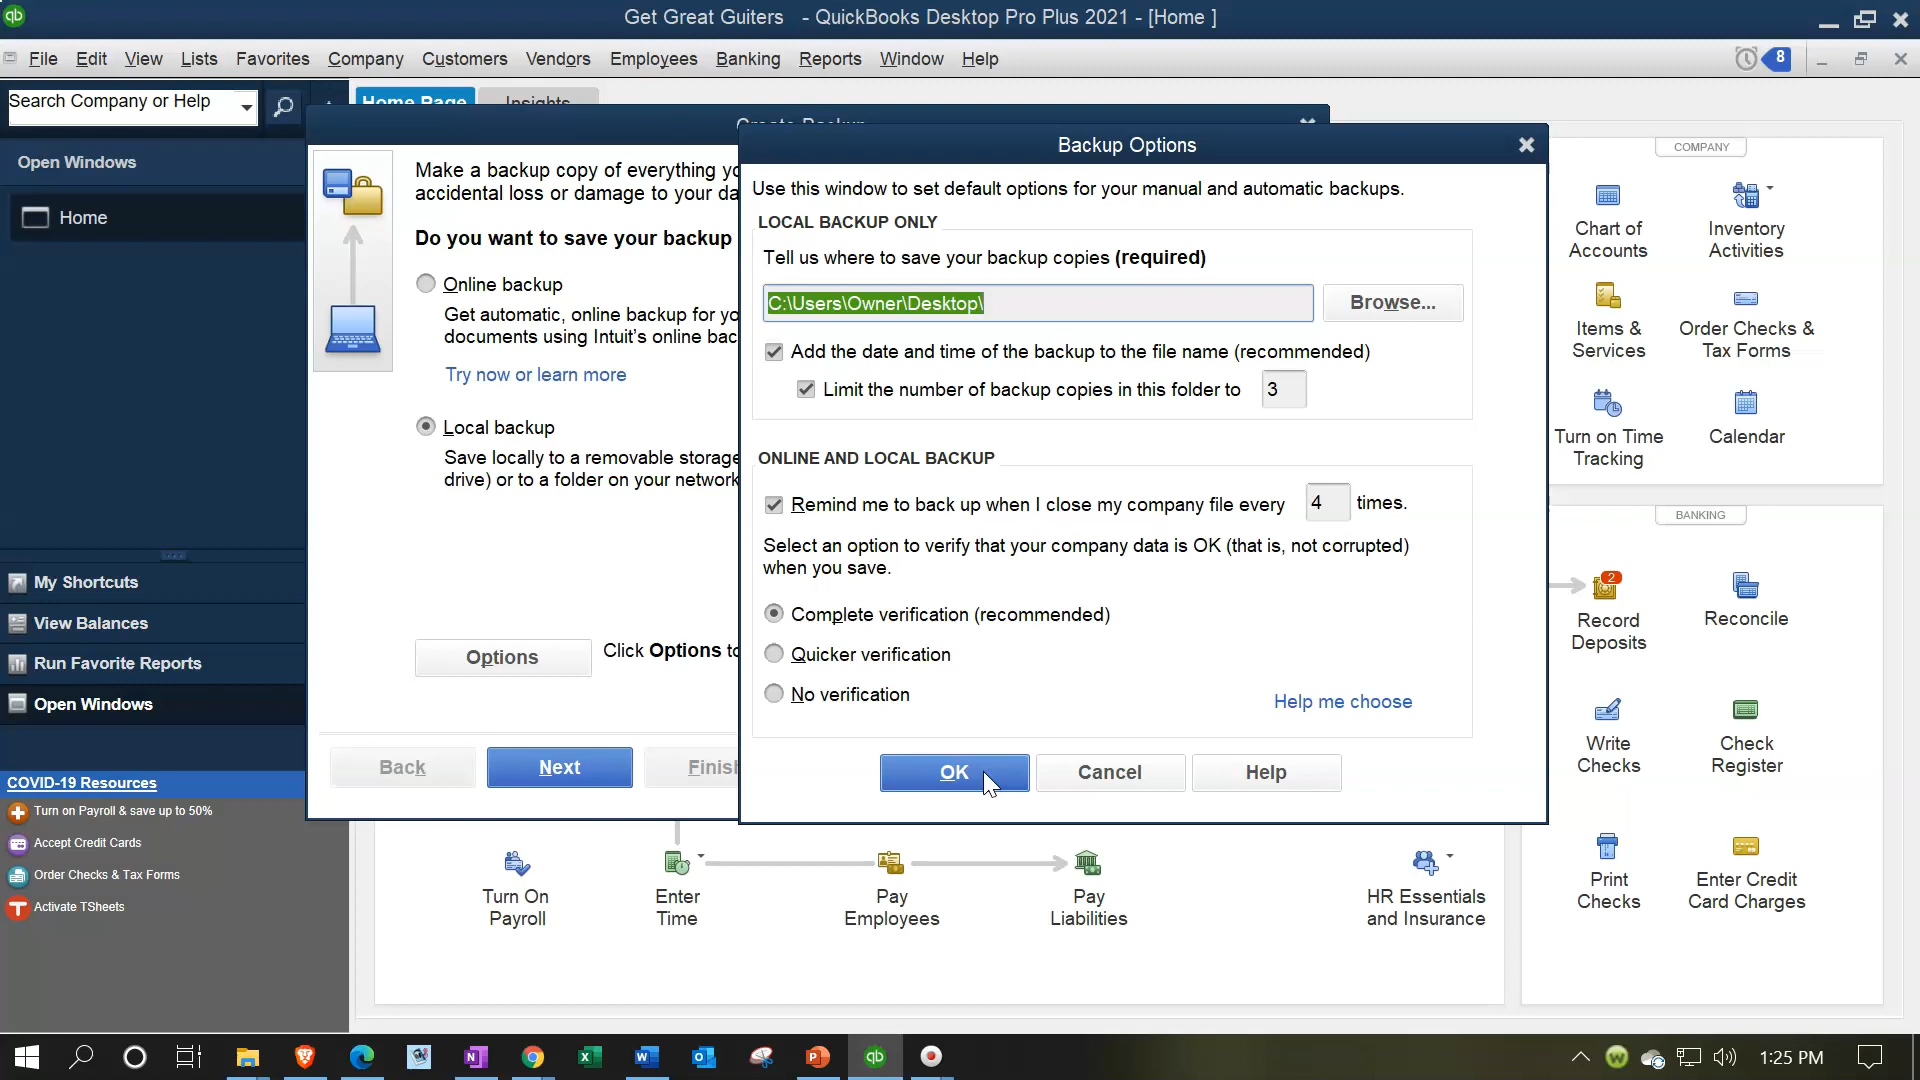 qb
Get Great Guiters - QuickBooks Desktop Pro Plus 2021 - [Home ]
File Edit View Lists Favorites Company Customers Vendors Employees Banking Reports Window Help
8
Search Company or Help
Home Page
Insights
Create Backup
Open Windows
Home
My Shortcuts
View Balances
Run Favorite Reports
Open Windows
COVID-19 Resources
Turn on Payroll & save up to 50%
Accept Credit Cards
Order Checks & Tax Forms
Activate TSheets
Make a backup copy of everything yo
accidental loss or damage to your da
Do you want to save your backup
Online backup
Get automatic, online backup for yo
documents using Intuit's online bac
Try now or learn more
Local backup
Save locally to a removable storage
drive) or to a folder on your network
Options
Click Options to
Back
Next
Finish
Backup Options
Use this window to set default options for your manual and automatic backups.
LOCAL BACKUP ONLY
Tell us where to save your backup copies (required)
C:\Users\Owner\Desktop\
Browse...
Add the date and time of the backup to the file name (recommended)
Limit the number of backup copies in this folder to 3
ONLINE AND LOCAL BACKUP
Remind me to back up when I close my company file every 4 times.
Select an option to verify that your company data is OK (that is, not corrupted)
when you save.
Complete verification (recommended)
Quicker verification
No verification
Help me choose
OK
Cancel
Help
COMPANY
Chart of
Accounts
Inventory
Activities
Items &
Services
Order Checks &
Tax Forms
Turn on Time
Tracking
Calendar
BANKING
2
Record
Deposits
Reconcile
Write
Checks
Check
Register
Print
Checks
Enter Credit
Card Charges
Turn On
Payroll
Enter
Time
Pay
Employees
Pay
Liabilities
HR Essentials
and Insurance
1:25 PM